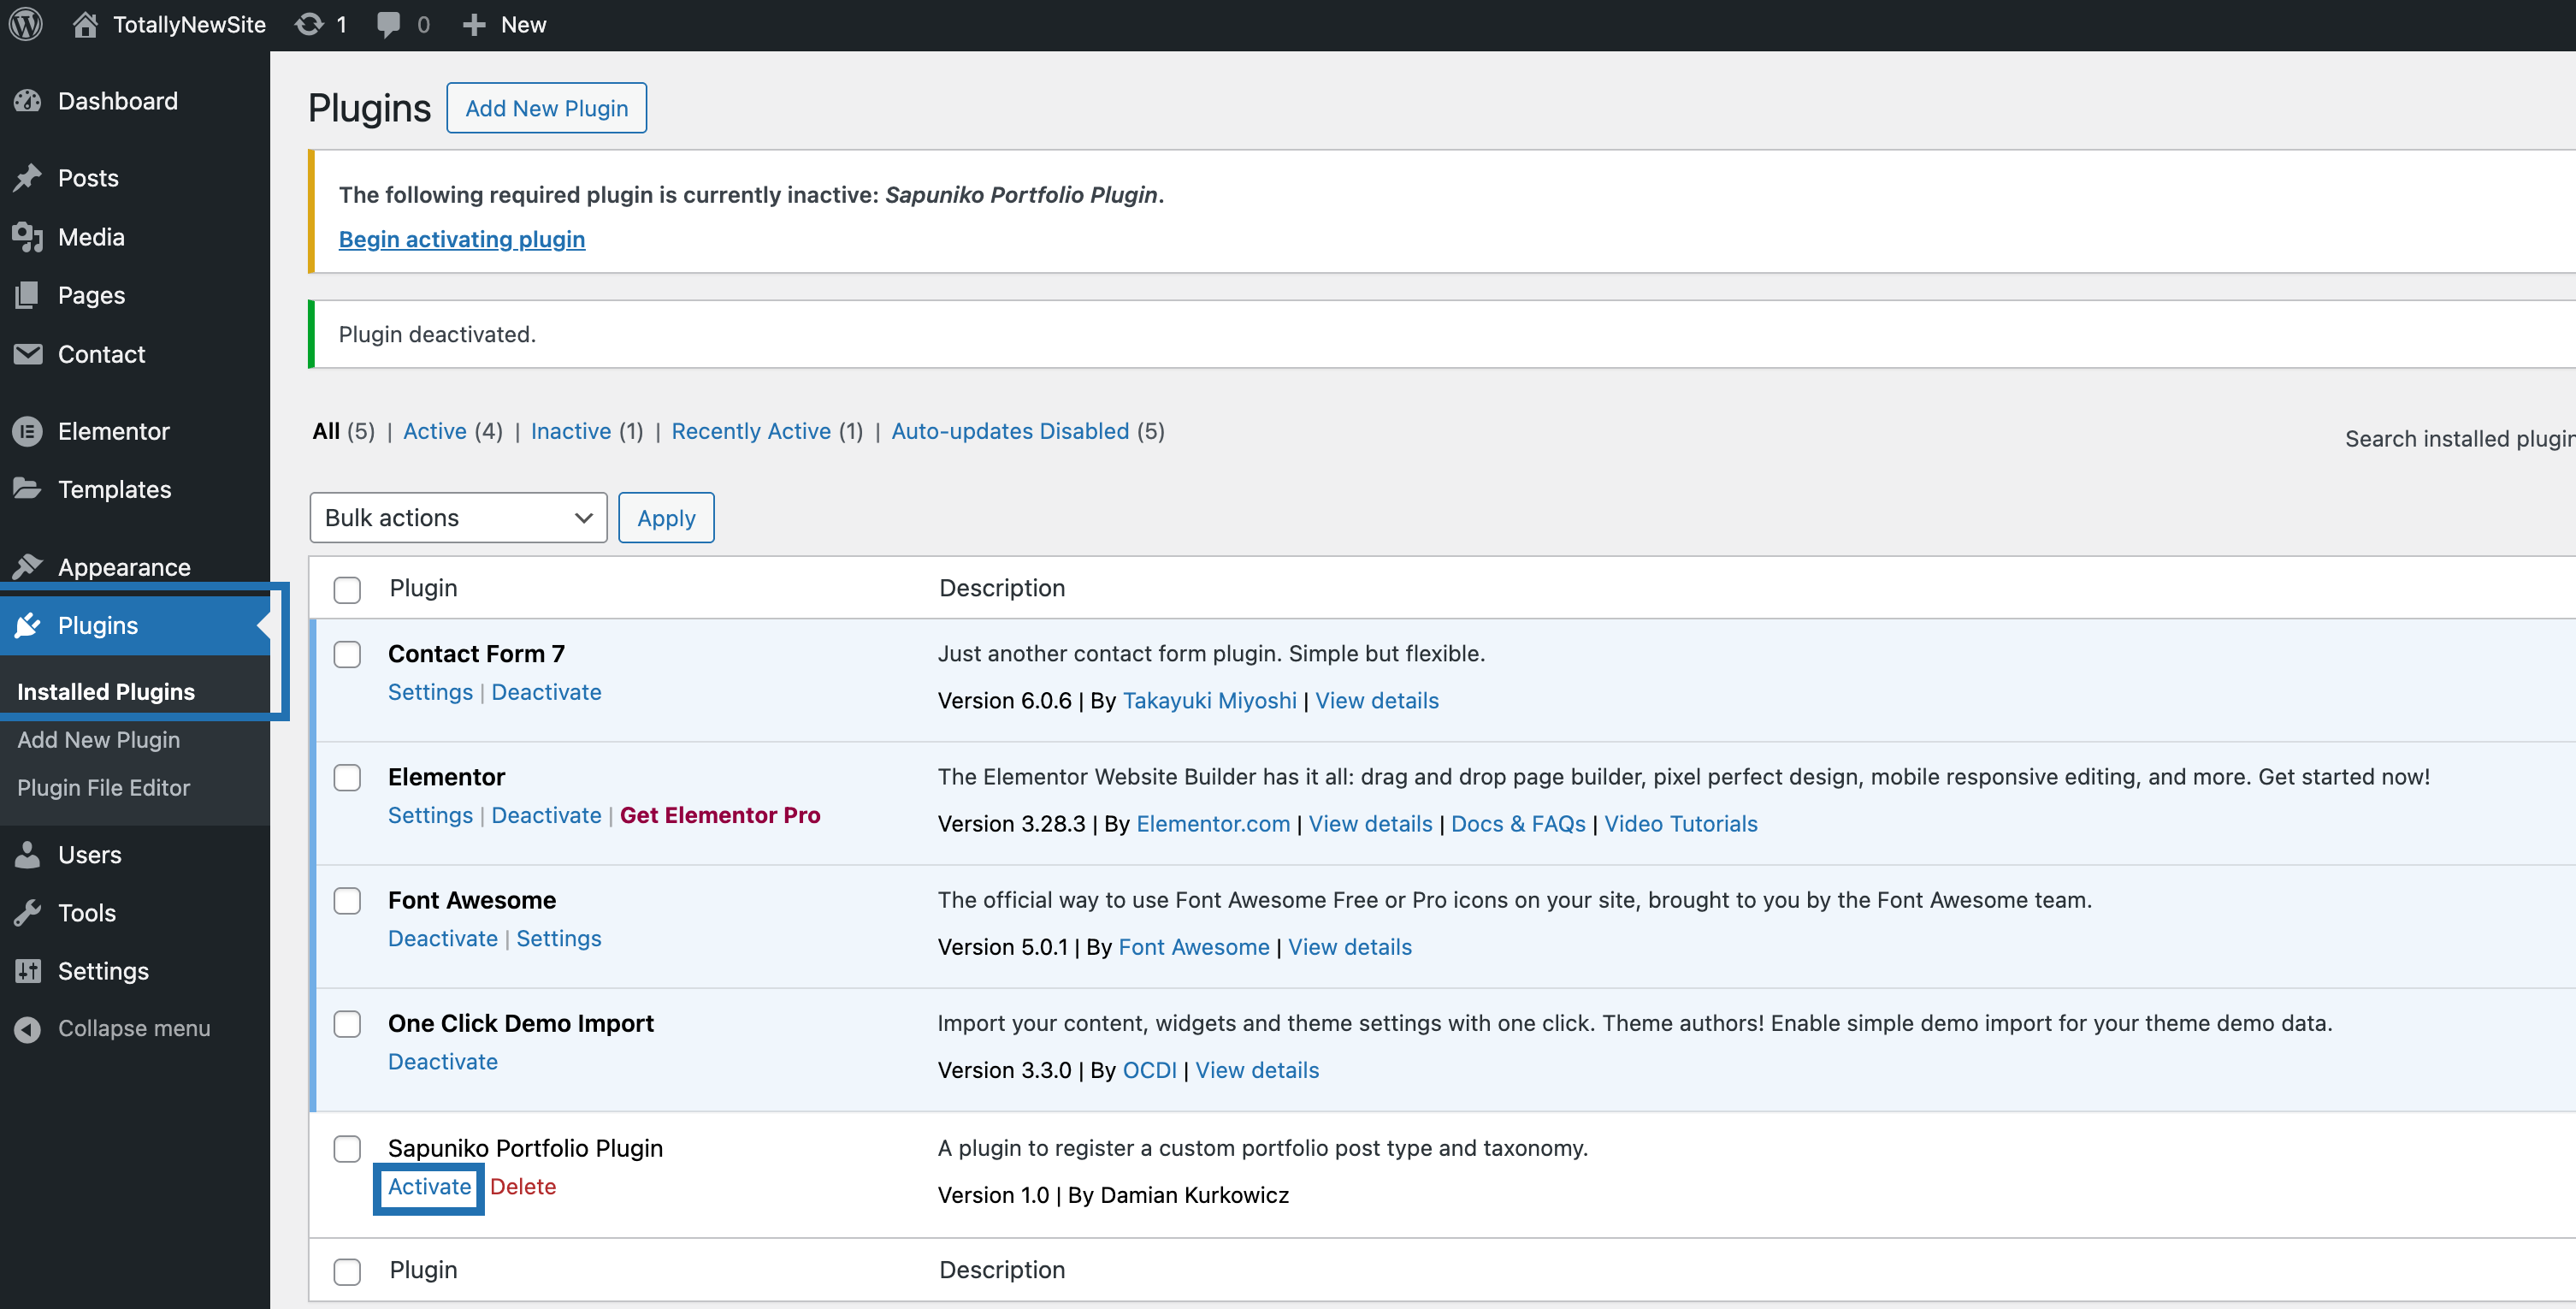 TotallyNewSite 1 0 New
Dashboard
Posts
Media
Pages
Contact
Elementor
Templates
Appearance
Plugins
Installed Plugins
Add New Plugin
Plugin File Editor
Users
Tools
Settings
Collapse menu
Plugins Add New Plugin
The following required plugin is currently inactive: Sapuniko Portfolio Plugin.
Begin activating plugin
Plugin deactivated.
All (5) | Active (4) | Inactive (1) | Recently Active (1) | Auto-updates Disabled (5)
Search installed plugin
Bulk actions Apply
Plugin Description
Contact Form 7
Settings | Deactivate
Just another contact form plugin. Simple but flexible.
Version 6.0.6 | By Takayuki Miyoshi | View details
Elementor
Settings | Deactivate | Get Elementor Pro
The Elementor Website Builder has it all: drag and drop page builder, pixel perfect design, mobile responsive editing, and more. Get started now!
Version 3.28.3 | By Elementor.com | View details | Docs & FAQs | Video Tutorials
Font Awesome
Deactivate | Settings
The official way to use Font Awesome Free or Pro icons on your site, brought to you by the Font Awesome team.
Version 5.0.1 | By Font Awesome | View details
One Click Demo Import
Deactivate
Import your content, widgets and theme settings with one click. Theme authors! Enable simple demo import for your theme demo data.
Version 3.3.0 | By OCDI | View details
Sapuniko Portfolio Plugin
Activate Delete
A plugin to register a custom portfolio post type and taxonomy.
Version 1.0 | By Damian Kurkowicz
Plugin Description